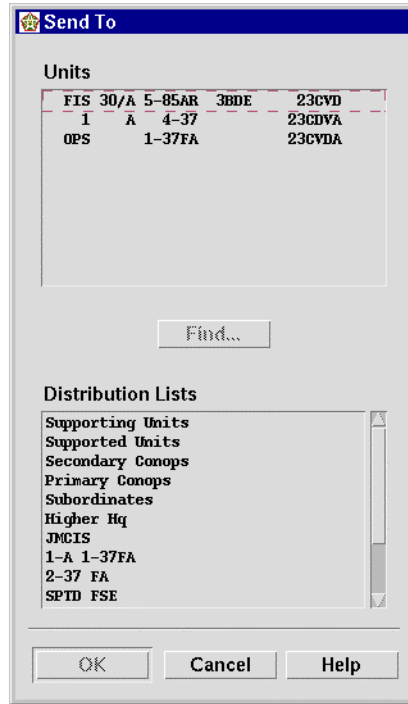 Send To
Units
FIS 30/A 5-85AR 3BDE 23CVD
1 A 4-37 23CDVA
OPS 1-37FA 23CVDA
Find...
Distribution Lists
Supporting Units
Supported Units
Secondary Conops
Primary Conops
Subordinates
Higher Hq
JMCIS
1-A 1-37FA
2-37 FA
SPTD FSE
OK Cancel Help